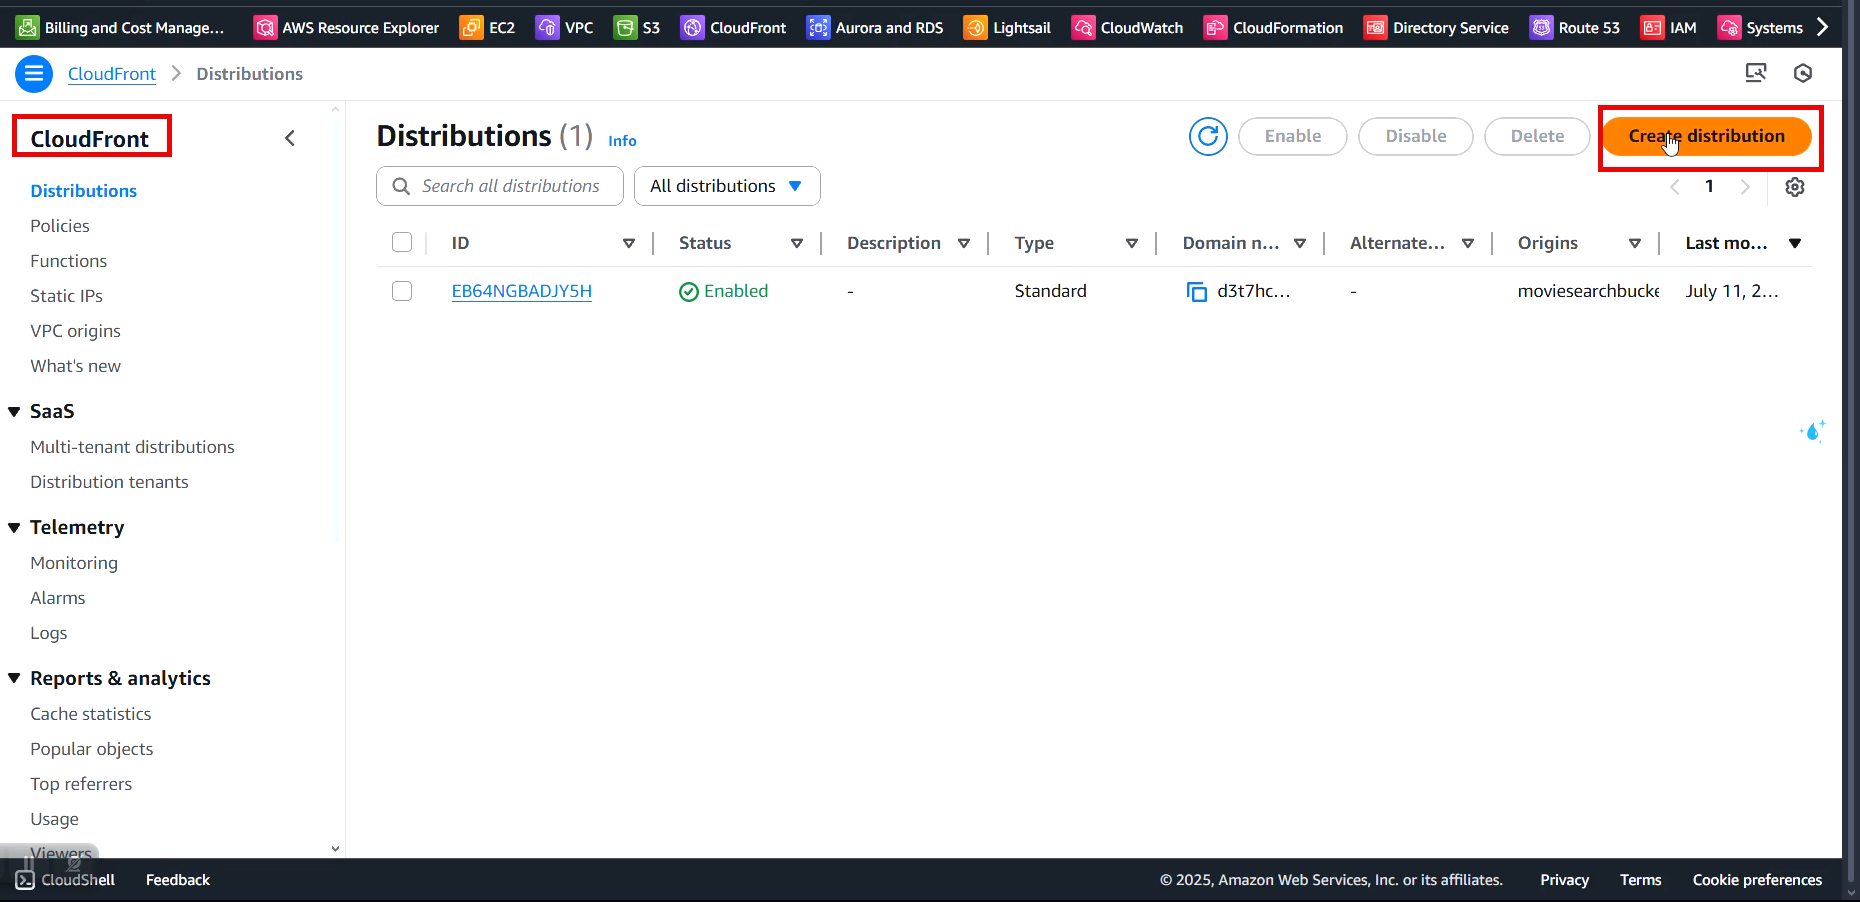 Billing and Cost Manage... AWS Resource Explorer EC2 VPC S3 CloudFront Aurora and RDS Lightsail CloudWatch CloudFormation Directory Service Route 53 IAM Systems
CloudFront > Distributions
CloudFront
Distributions
Policies
Functions
Static IPs
VPC origins
What's new
SaaS
Multi-tenant distributions
Distribution tenants
Telemetry
Monitoring
Alarms
Logs
Reports & analytics
Cache statistics
Popular objects
Top referrers
Usage
Viewers
Distributions (1) Info
Enable Disable Delete Create distribution
Search all distributions All distributions
1
ID Status Description Type Domain n... Alternate... Origins Last mo...
EB64NGBADJY5H Enabled - Standard d3t7hc... - moviesearchbucke July 11, 2...
CloudShell Feedback © 2025, Amazon Web Services, Inc. or its affiliates. Privacy Terms Cookie preferences